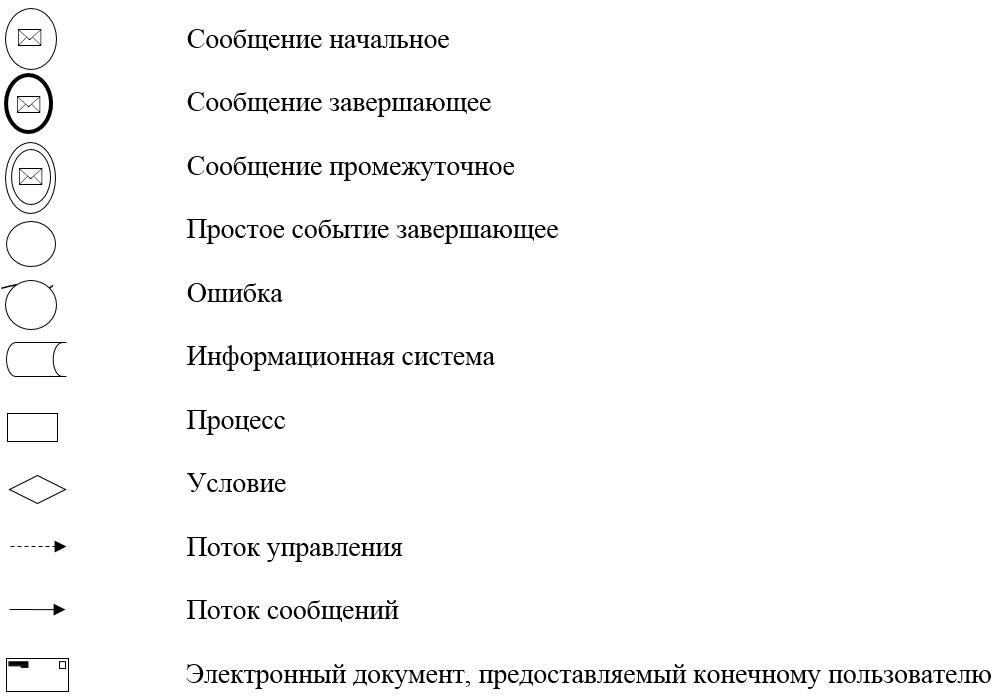 Сообщение начальное
Сообщение завершающее
Сообщение промежуточное
Простое событие завершающее
Ошибка
Информационная система
Процесс
Условие
Поток управления
Поток сообщений
Электронный документ, предоставляемый конечному пользователю